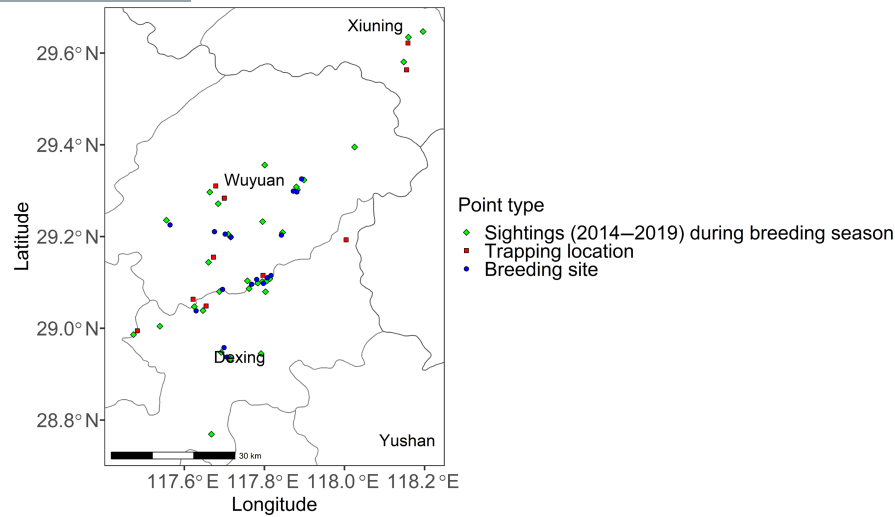 Xiuning
29.6° N
29.4° N
Wuyuan
29.2° N
29.0° N
Dexing
28.8° N
Yushan
30 km
117.6° E 117.8° E 118.0° E 118.2° E
Longitude
Latitude
Point type
Sightings (2014–2019) during breeding season
Trapping location
Breeding site